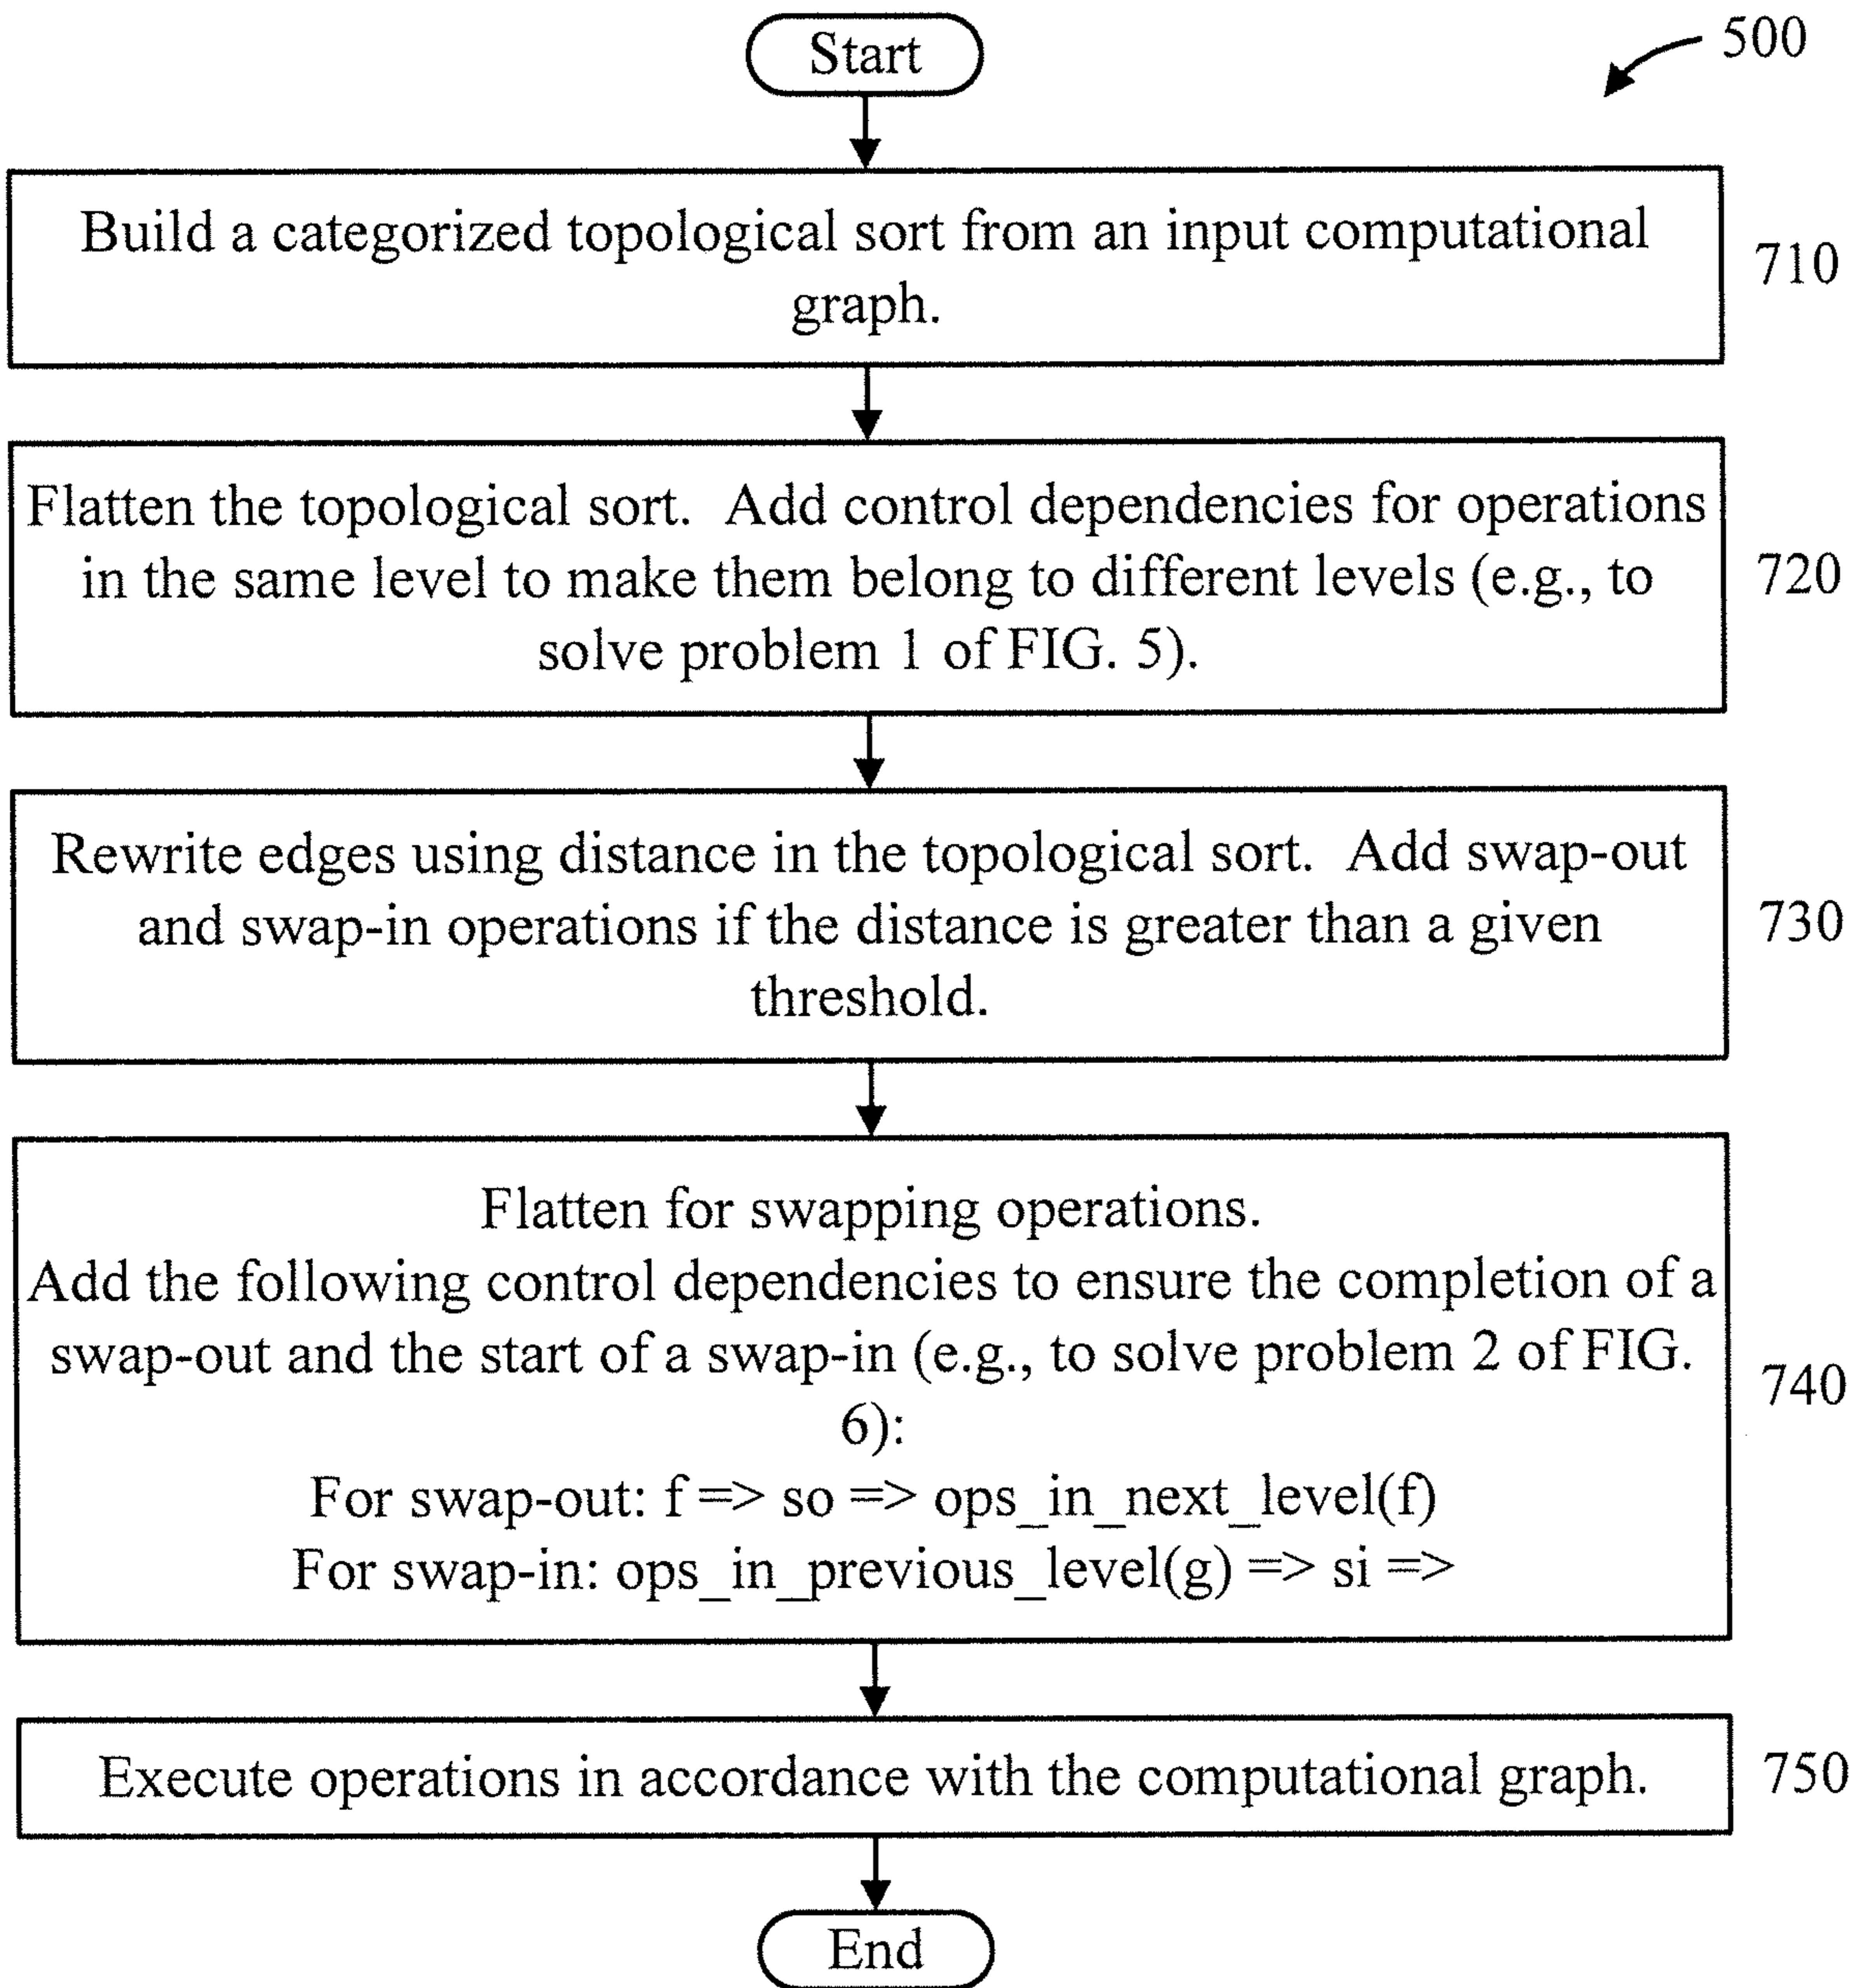 Start
500
Build a categorized topological sort from an input computational
graph.
710
Flatten the topological sort. Add control dependencies for operations
in the same level to make them belong to different levels (e.g., to
solve problem 1 of FIG. 5).
720
Rewrite edges using distance in the topological sort. Add swap-out
and swap-in operations if the distance is greater than a given
threshold.
730
Flatten for swapping operations.
Add the following control dependencies to ensure the completion of a
swap-out and the start of a swap-in (e.g., to solve problem 2 of FIG.
6):
For swap-out: f => so => ops_in_next_level(f)
For swap-in: ops_in_previous_level(g) => si =>
740
Execute operations in accordance with the computational graph.
750
End